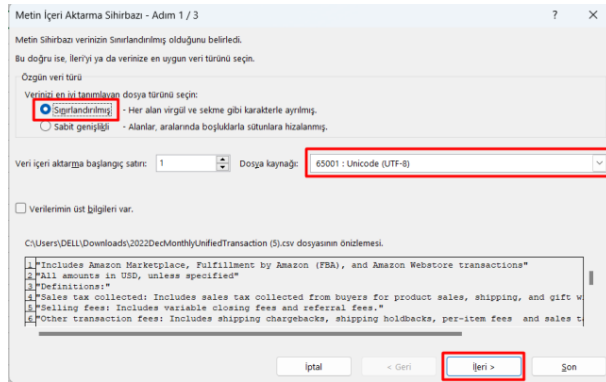 Metin İçeri Aktarma Sihirbazı - Adım 1 / 3
? ×
Metin Sihirbazı verinizin Sınırlandırılmış olduğunu belirledi.
Bu doğru ise, İleri'yi ya da verinize en uygun veri türünü seçin.
Özgün veri türü
Verinizi en iyi tanımlayan dosya türünü seçin:
Sınırlandırılmış - Her alan virgül ve sekme gibi karakterle ayrılmış.
Sabit genişlikli - Alanlar, aralarında boşluklarla sütunlara hizalanmış.
Veri içeri aktarma başlangıç satırı: 1 Dosya kaynağı: 65001 : Unicode (UTF-8)
Verilerimin üst bilgileri var.
C:\Users\DELL\Downloads\2022DecMonthlyUnifiedTransaction (5).csv dosyasının önizlemesi.
1 "Includes Amazon Marketplace, Fulfillment by Amazon (FBA), and Amazon Webstore transactions"
2 "All amounts in USD, unless specified"
3 "Definitions:"
4 "Sales tax collected: Includes sales tax collected from buyers for product sales, shipping, and gift w
5 "Selling fees: Includes variable closing fees and referral fees."
6 "Other transaction fees: Includes shipping chargebacks, shipping holdbacks, per-item fees and sales t
İptal < Geri İleri > Son